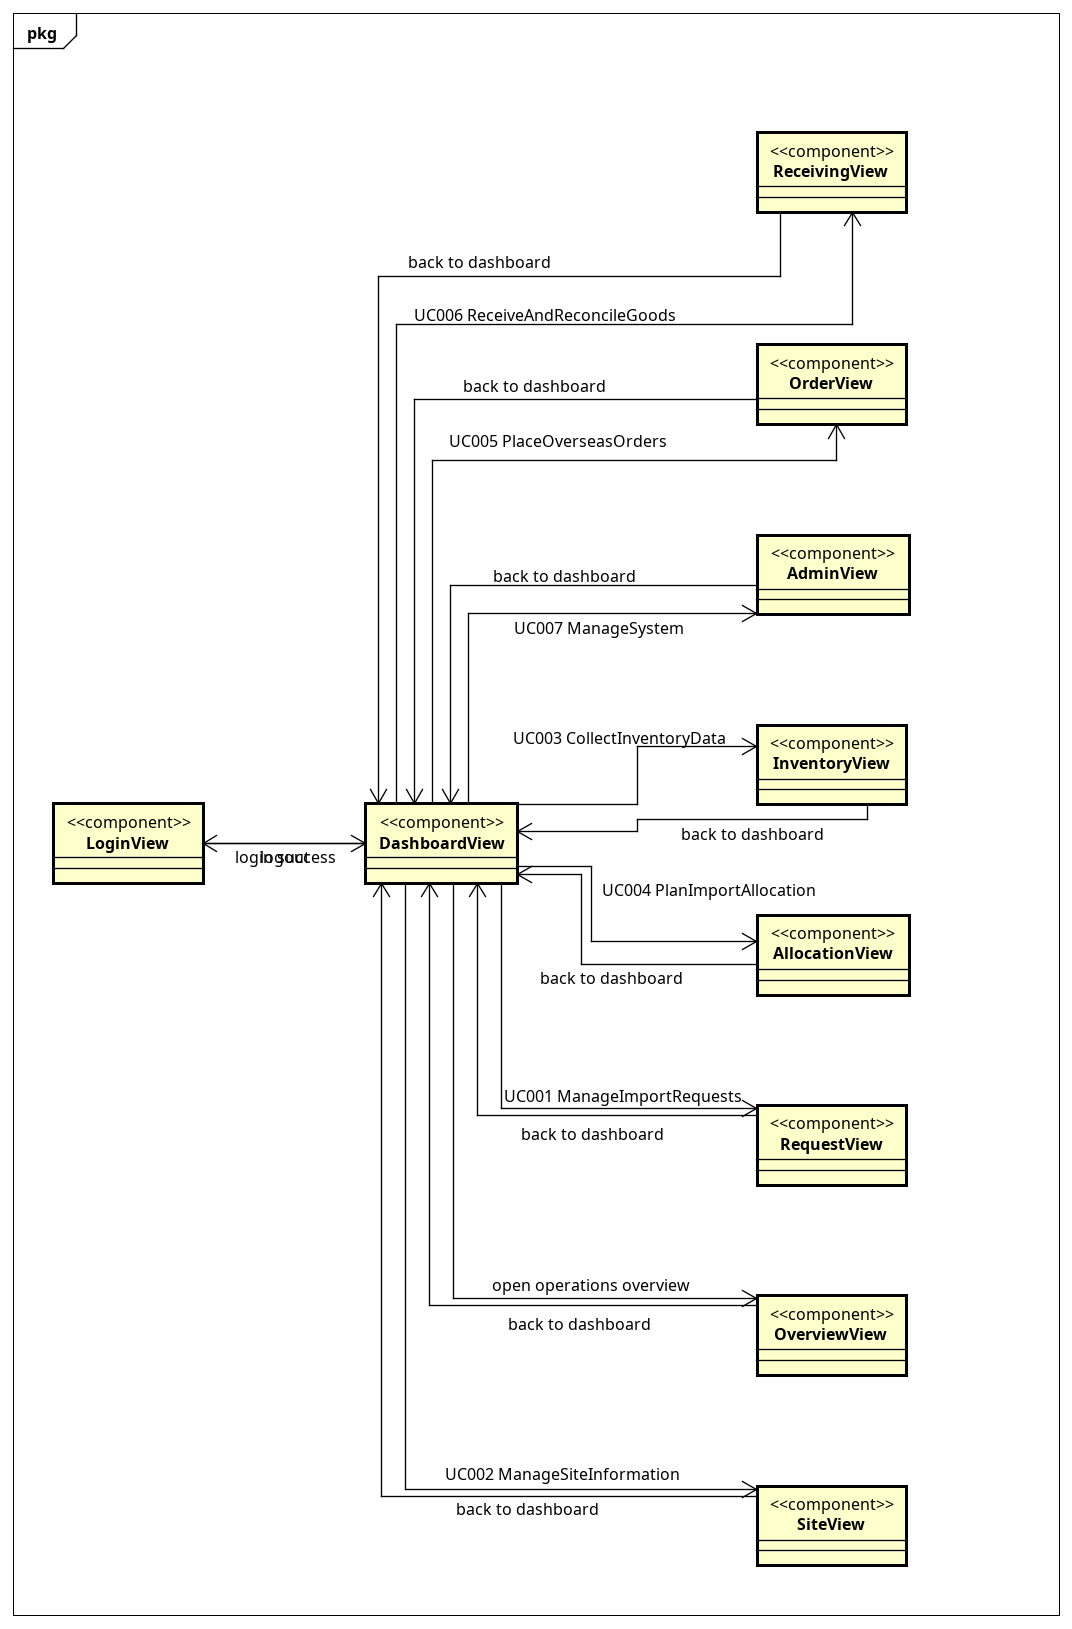 pkg
<<component>>
ReceivingView
back to dashboard
UC006 ReceiveAndReconcileGoods
<<component>>
OrderView
back to dashboard
UC005 PlaceOverseasOrders
<<component>>
AdminView
back to dashboard
UC007 ManageSystem
UC003 CollectInventoryData
<<component>>
InventoryView
back to dashboard
<<component>>
LoginView
login success
logout
<<component>>
DashboardView
UC004 PlanImportAllocation
<<component>>
AllocationView
back to dashboard
UC001 ManageImportRequests
<<component>>
RequestView
back to dashboard
open operations overview
<<component>>
OverviewView
back to dashboard
UC002 ManageSiteInformation
<<component>>
SiteView
back to dashboard